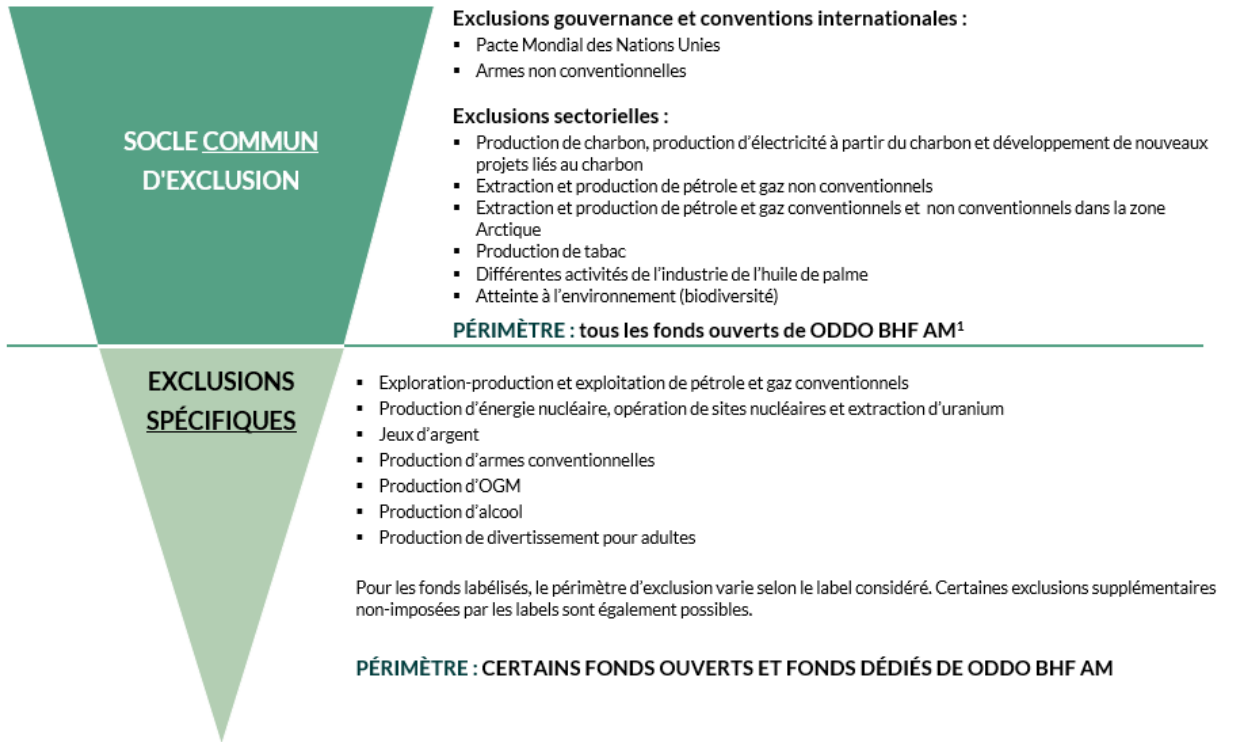 SOCLE COMMUN
D'EXCLUSION
Exclusions gouvernance et conventions internationales :
▪ Pacte Mondial des Nations Unies
▪ Armes non conventionnelles
Exclusions sectorielles :
▪ Production de charbon, production d'électricité à partir du charbon et développement de nouveaux
projets liés au charbon
▪ Extraction et production de pétrole et gaz non conventionnels
▪ Extraction et production de pétrole et gaz conventionnels et non conventionnels dans la zone
Arctique
▪ Production de tabac
▪ Différentes activités de l'industrie de l'huile de palme
▪ Atteinte à l'environnement (biodiversité)
PÉRIMÈTRE : tous les fonds ouverts de ODDO BHF AM¹
EXCLUSIONS
SPÉCIFIQUES
▪ Exploration-production et exploitation de pétrole et gaz conventionnels
▪ Production d'énergie nucléaire, opération de sites nucléaires et extraction d'uranium
▪ Jeux d'argent
▪ Production d'armes conventionnelles
▪ Production d'OGM
▪ Production d'alcool
▪ Production de divertissement pour adultes
Pour les fonds labélisés, le périmètre d'exclusion varie selon le label considéré. Certaines exclusions supplémentaires
non-imposées par les labels sont également possibles.
PÉRIMÈTRE : CERTAINS FONDS OUVERTS ET FONDS DÉDIÉS DE ODDO BHF AM